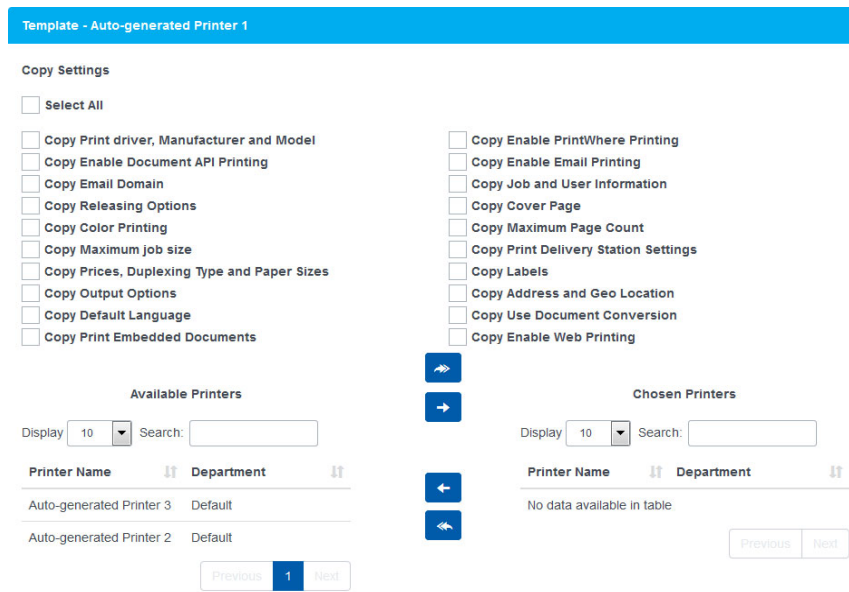 Template - Auto-generated Printer 1
Copy Settings
Select All
Copy Print driver, Manufacturer and Model
Copy Enable Document API Printing
Copy Email Domain
Copy Releasing Options
Copy Color Printing
Copy Maximum job size
Copy Prices, Duplexing Type and Paper Sizes
Copy Output Options
Copy Default Language
Copy Print Embedded Documents
Copy Enable PrintWhere Printing
Copy Enable Email Printing
Copy Job and User Information
Copy Cover Page
Copy Maximum Page Count
Copy Print Delivery Station Settings
Copy Labels
Copy Address and Geo Location
Copy Use Document Conversion
Copy Enable Web Printing
Available Printers
Display 10 Search:
Printer Name Department
Auto-generated Printer 3 Default
Auto-generated Printer 2 Default
Previous 1 Next
Chosen Printers
Display 10 Search:
Printer Name Department
No data available in table
Previous Next